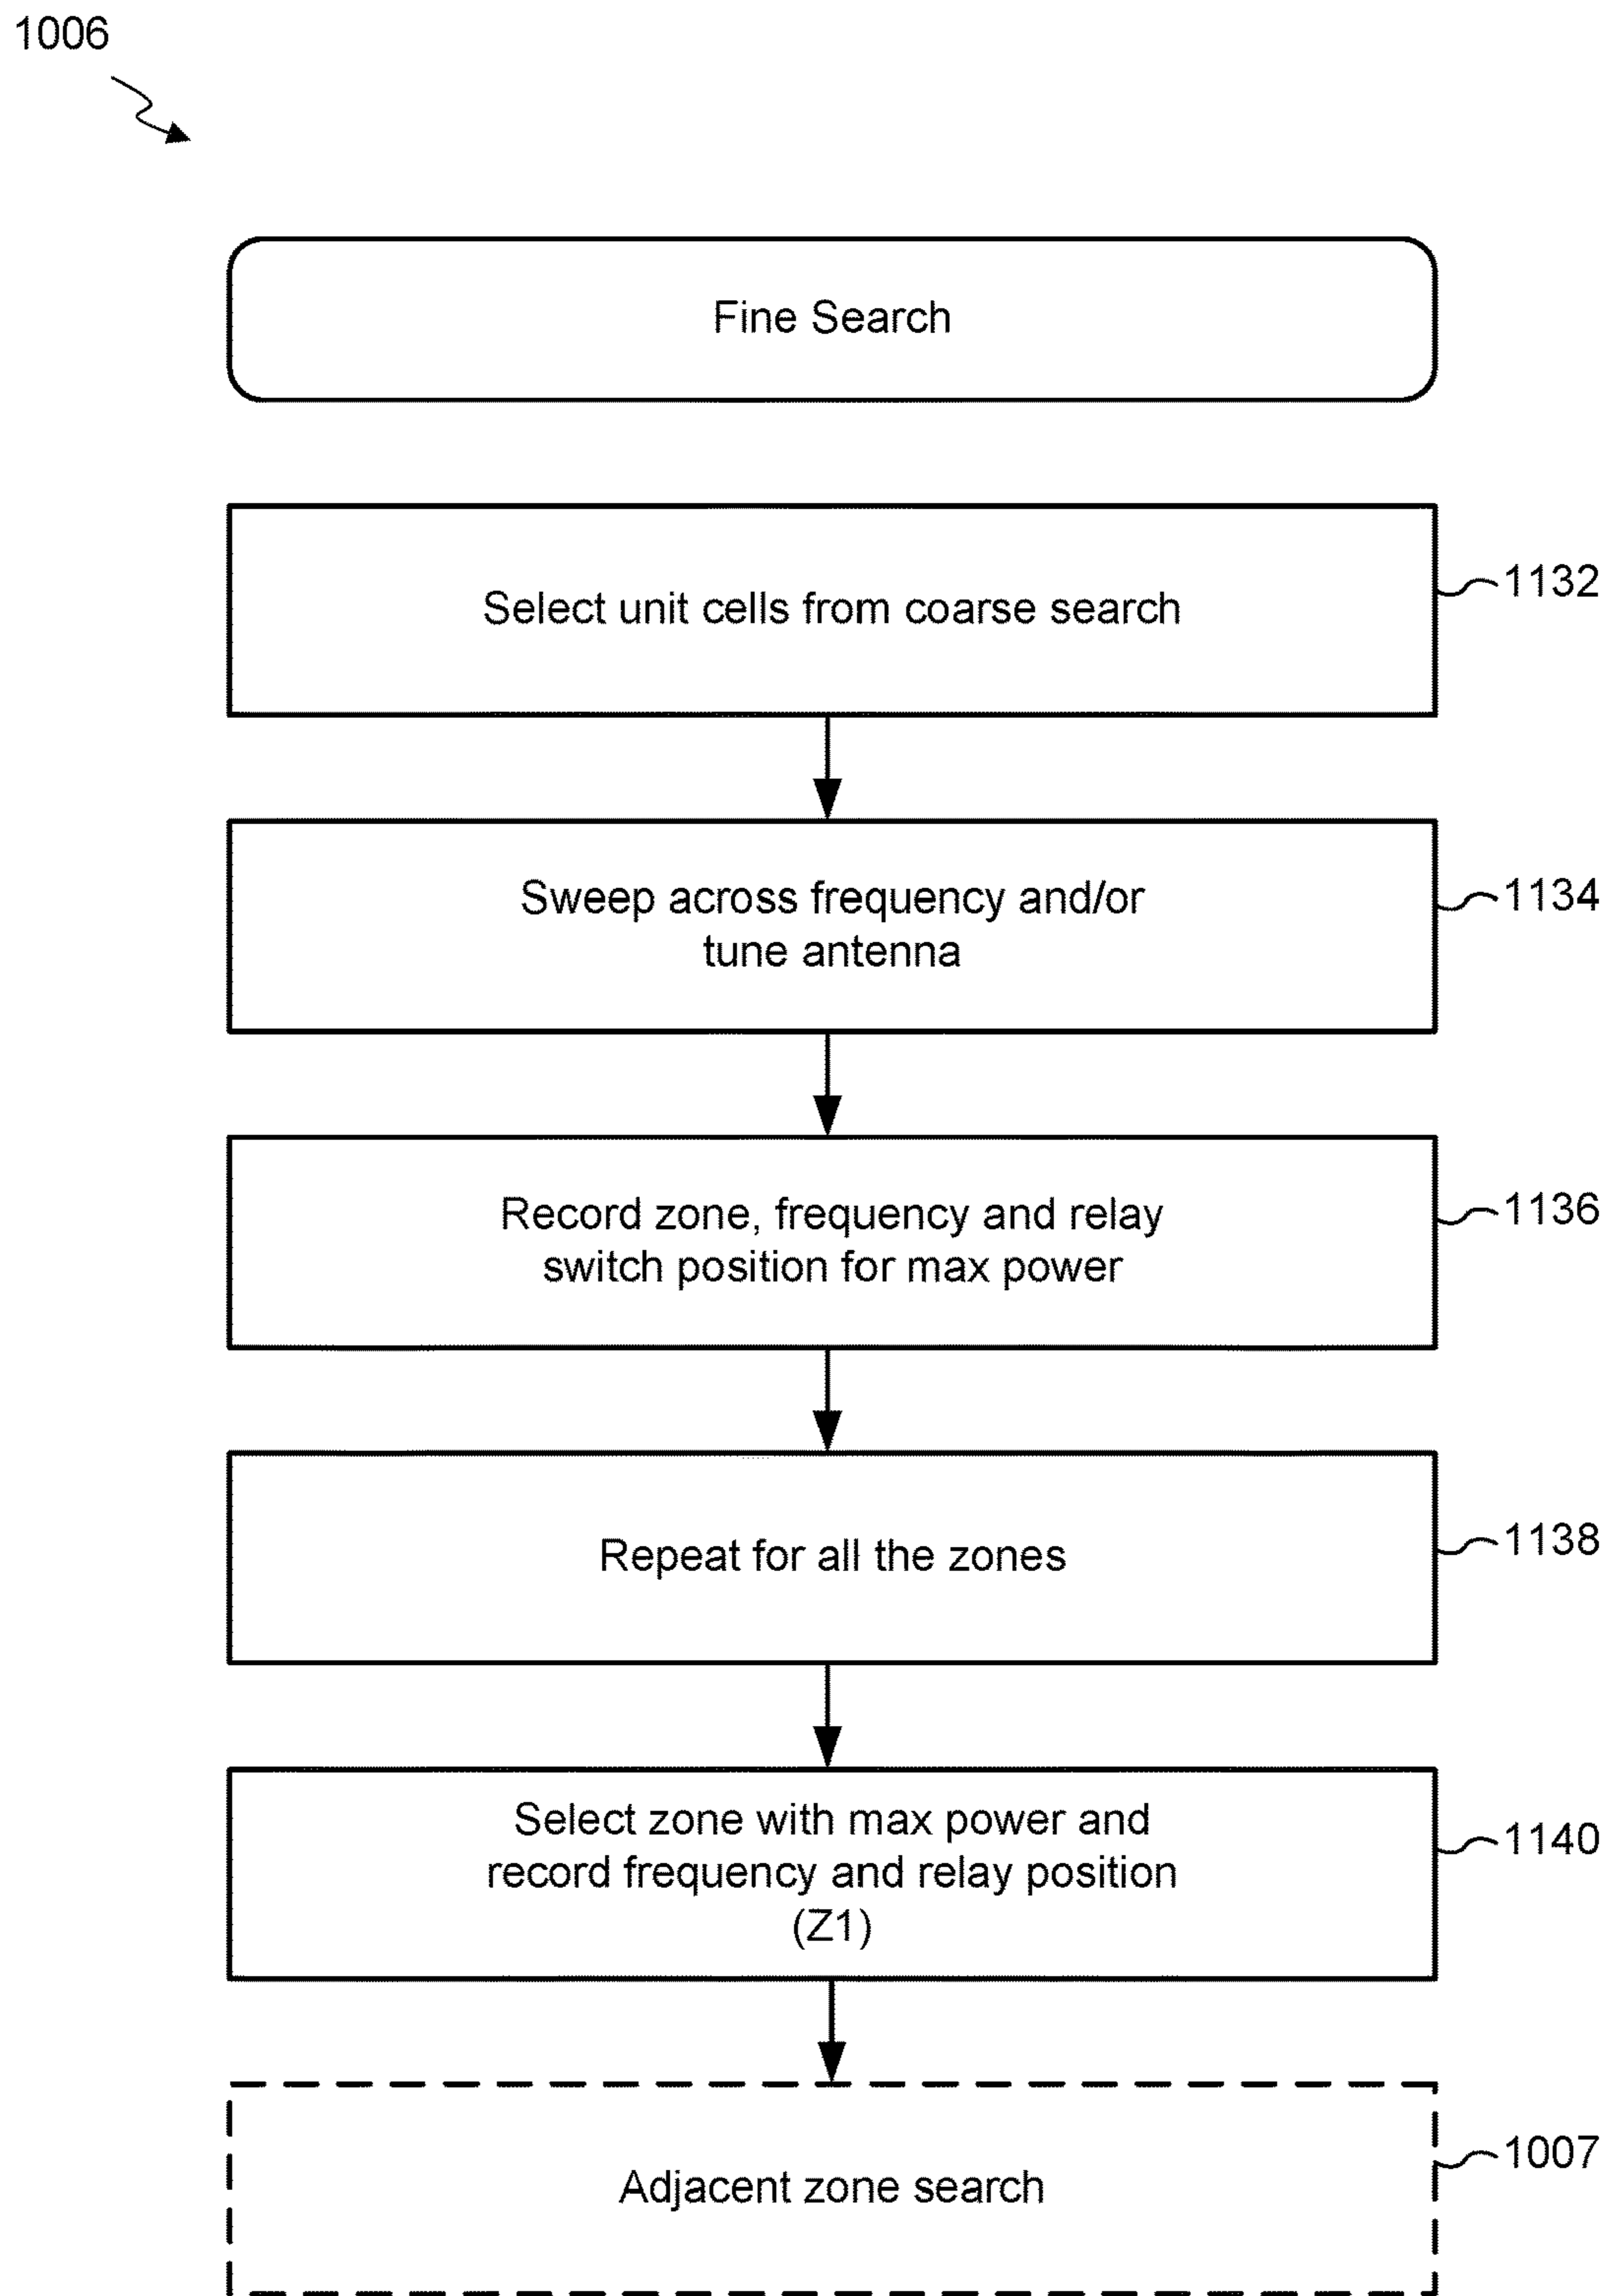 1006
Fine Search
Select unit cells from coarse search
1132
Sweep across frequency and/or
tune antenna
1134
Record zone, frequency and relay
switch position for max power
1136
Repeat for all the zones
1138
Select zone with max power and
record frequency and relay position
(Z1)
1140
Adjacent zone search
1007